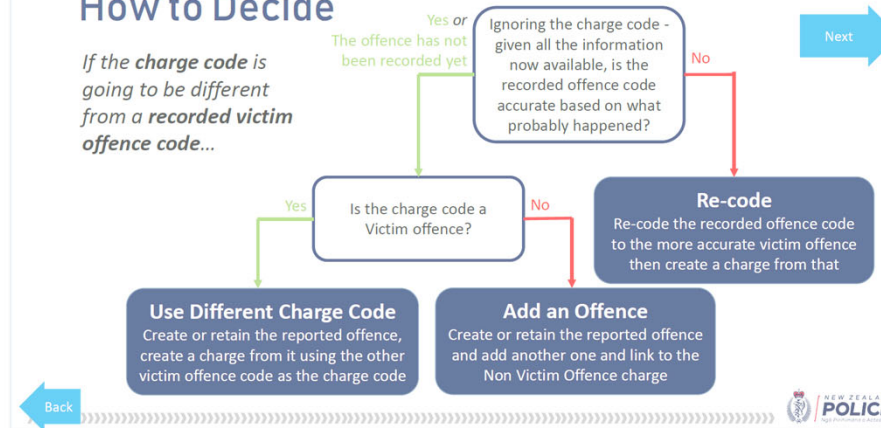 How to Decide
If the charge code is
going to be different
from a recorded victim
offence code...
Yes or
The offence has not
been recorded yet
Ignoring the charge code -
given all the information
now available, is the
recorded offence code
accurate based on what
probably happened?
No
Next
Yes
Is the charge code a
Victim offence?
No
Re-code
Re-code the recorded offence code
to the more accurate victim offence
then create a charge from that
Use Different Charge Code
Create or retain the reported offence,
create a charge from it using the other
victim offence code as the charge code
Add an Offence
Create or retain the reported offence
and add another one and link to the
Non Victim Offence charge
Back
NEW ZEALA
POLIC